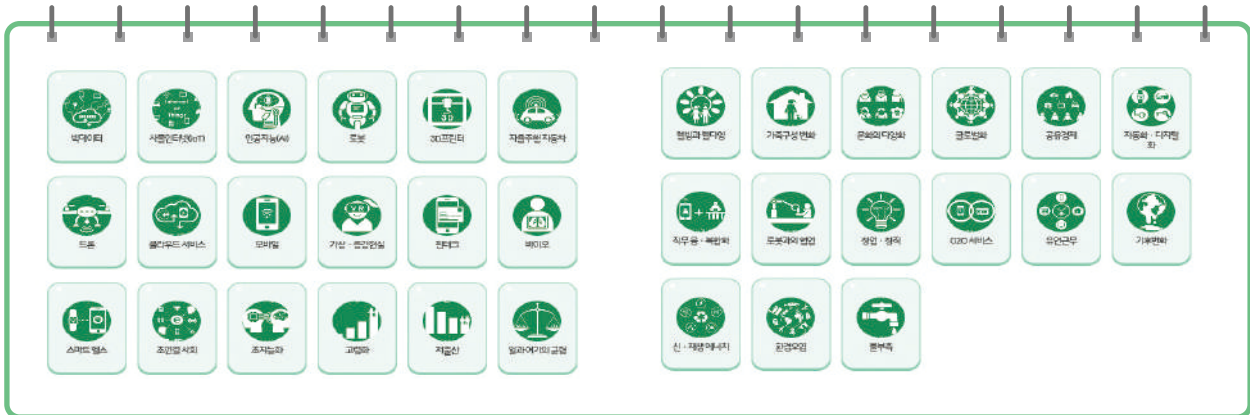 빅데이터
사물인터넷(IoT)
인공지능(AI)
로봇
3D프린터
자율주행 자동차
드론
클라우드 서비스
모바일
가상·증강현실
핀테크
바이오
스마트 헬스
초연결 사회
초지능화
고령화
저출산
일과 여가의 균형
웰빙과 웰다잉
가족구성 변화
문화의 다양화
글로벌화
공유경제
자동화·디지털
화
직무 융·복합화
로봇과의 협업
창업·창직
O2O 서비스
유연근무
기후변화
신·재생 에너지
환경오염
물부족